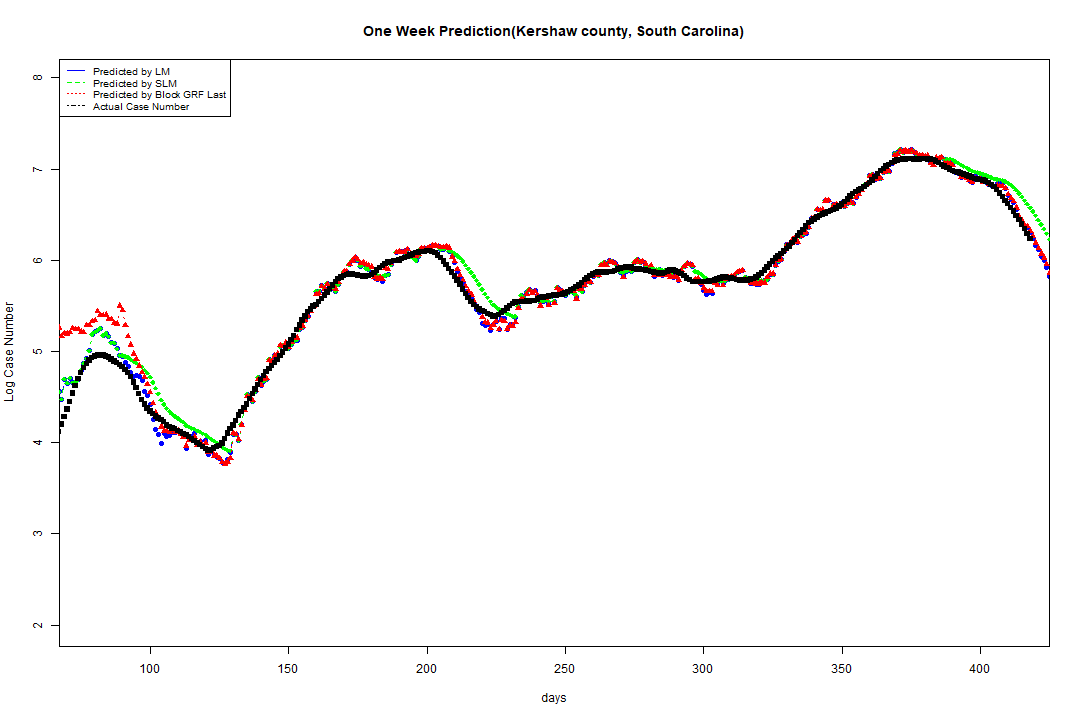 One Week Prediction(Kershaw county, South Carolina)
Predicted by LM
Predicted by SLM
Predicted by Block GRF Last
Actual Case Number
8
7
6
5
4
3
2
Log Case Number
100 150 200 250 300 350 400
days